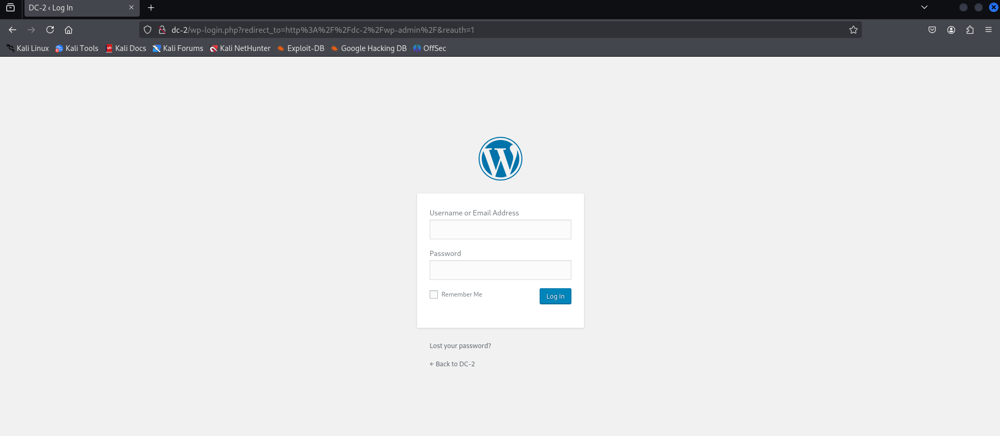 DC-2 ‹ Log In
dc-2/wp-login.php?redirect_to=http%3A%2F%2Fdc-2%2Fwp-admin%2F&reauth=1
Kali Linux Kali Tools Kali Docs Kali Forums Kali NetHunter Exploit-DB Google Hacking DB OffSec
Username or Email Address
Password
Remember Me Log In
Lost your password?
← Back to DC-2